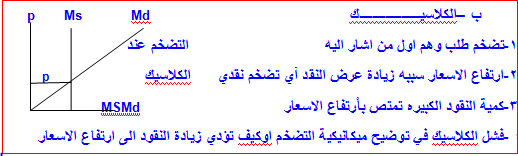 ب –الكلاسيـــــــــــــك
p Ms Md
١-تضخم طلب وهم اول من اشار اليه التضخم عند
٢-ارتفاع الاسعار سببه زيادة عرض النقد أي تضخم نقدي الكلاسيك
p
٣-كمية النقود الكبيره تمتص بأرتفاع الاسعار
MSMd
-فشل الكلاسيك في توضيح ميكانيكية التضخم اوكيف تؤدي زيادة النقود الى ارتفاع الاسعار